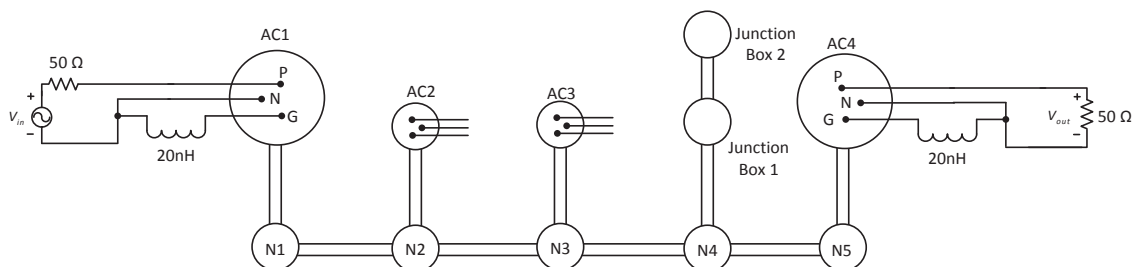 AC1
50 Ω
P
N
G
+
V_in
−
20nH
AC2
AC3
Junction
Box 2
Junction
Box 1
AC4
P
N
G
+
V_out
−
50 Ω
20nH
N1
N2
N3
N4
N5